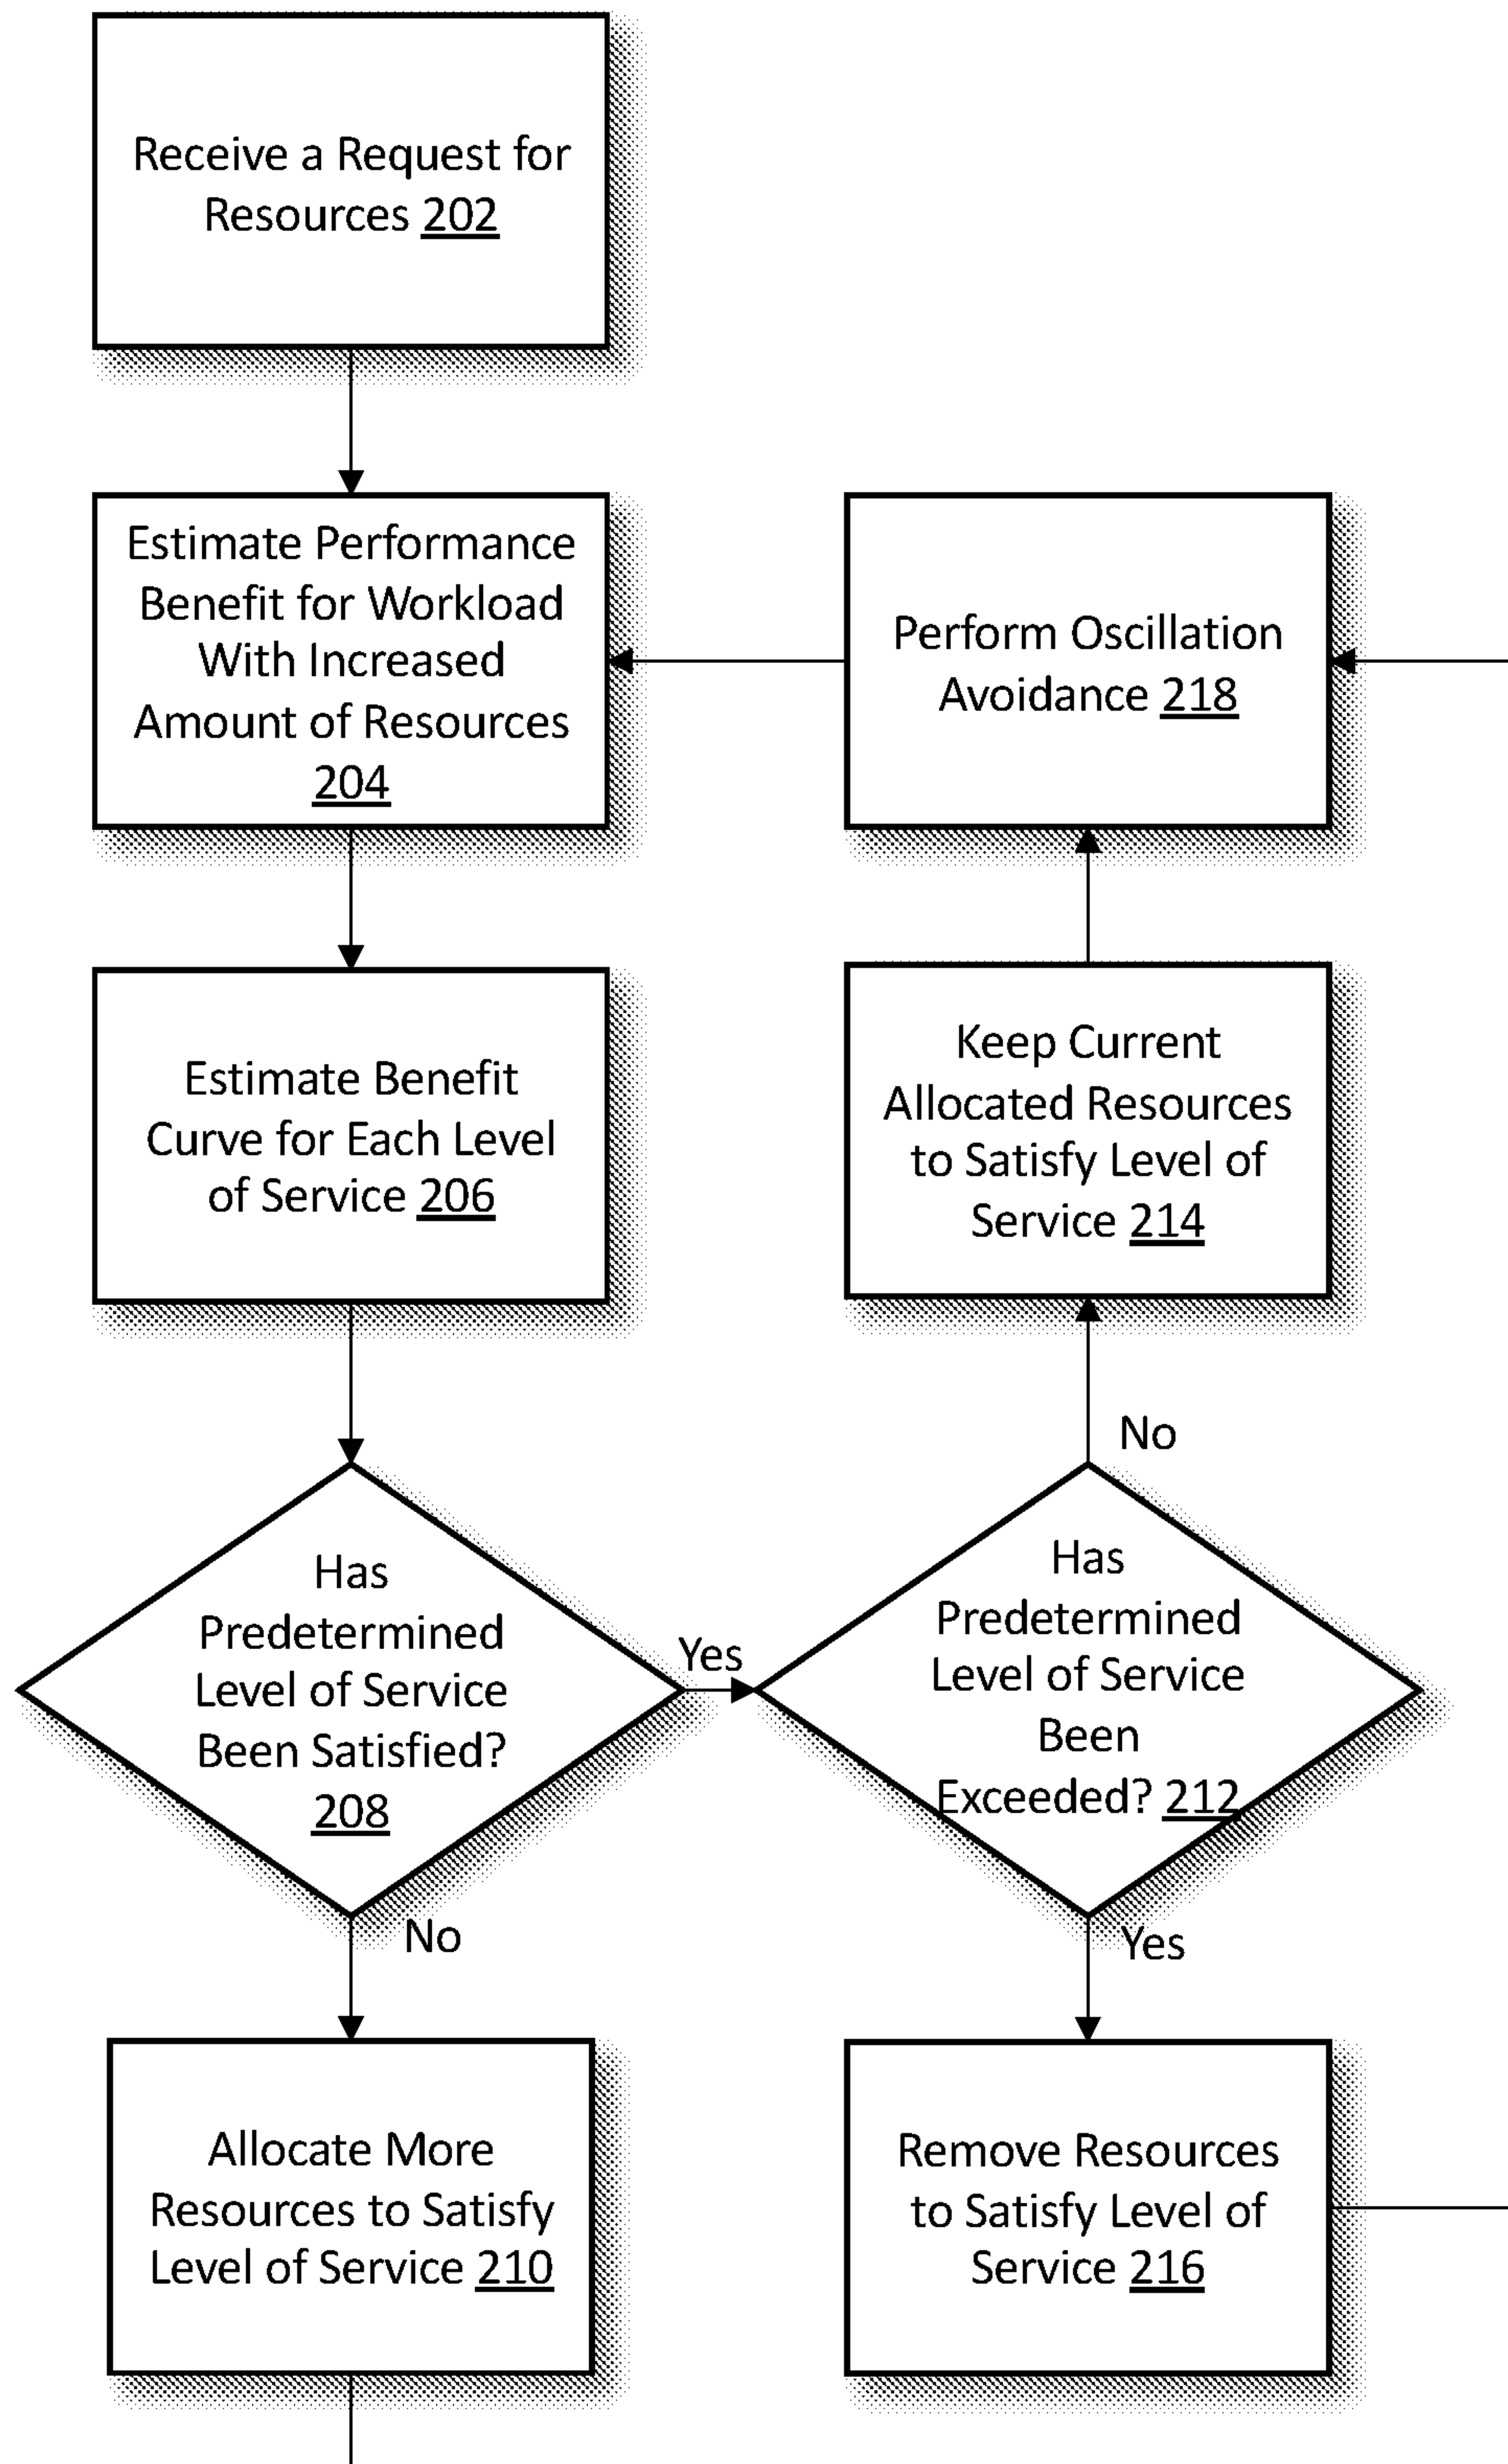 Receive a Request for
Resources 202
Estimate Performance
Benefit for Workload
With Increased
Amount of Resources
204
Perform Oscillation
Avoidance 218
Estimate Benefit
Curve for Each Level
of Service 206
Keep Current
Allocated Resources
to Satisfy Level of
Service 214
No
Has
Predetermined
Level of Service
Been Satisfied?
208
Yes
Has
Predetermined
Level of Service
Been
Exceeded? 212
No
Yes
Allocate More
Resources to Satisfy
Level of Service 210
Remove Resources
to Satisfy Level of
Service 216